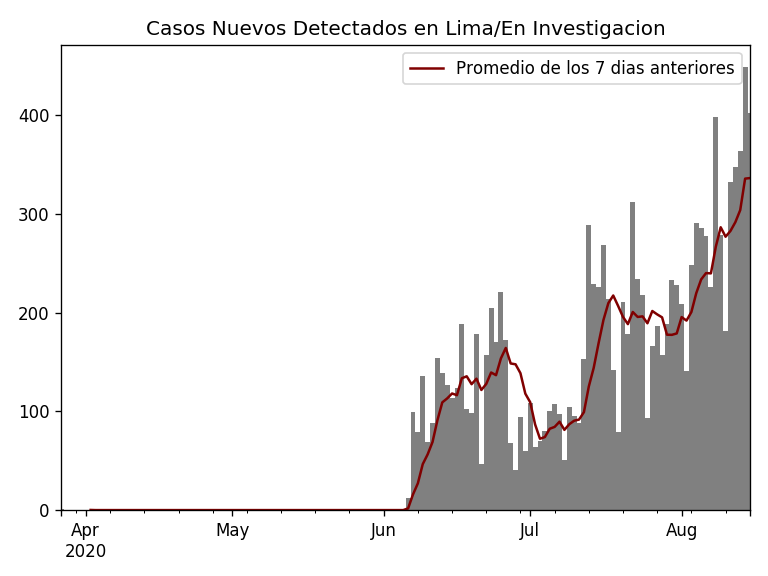 Casos Nuevos Detectados en Lima/En Investigacion
Promedio de los 7 dias anteriores
400
300
200
100
0
Apr May Jun Jul Aug
2020